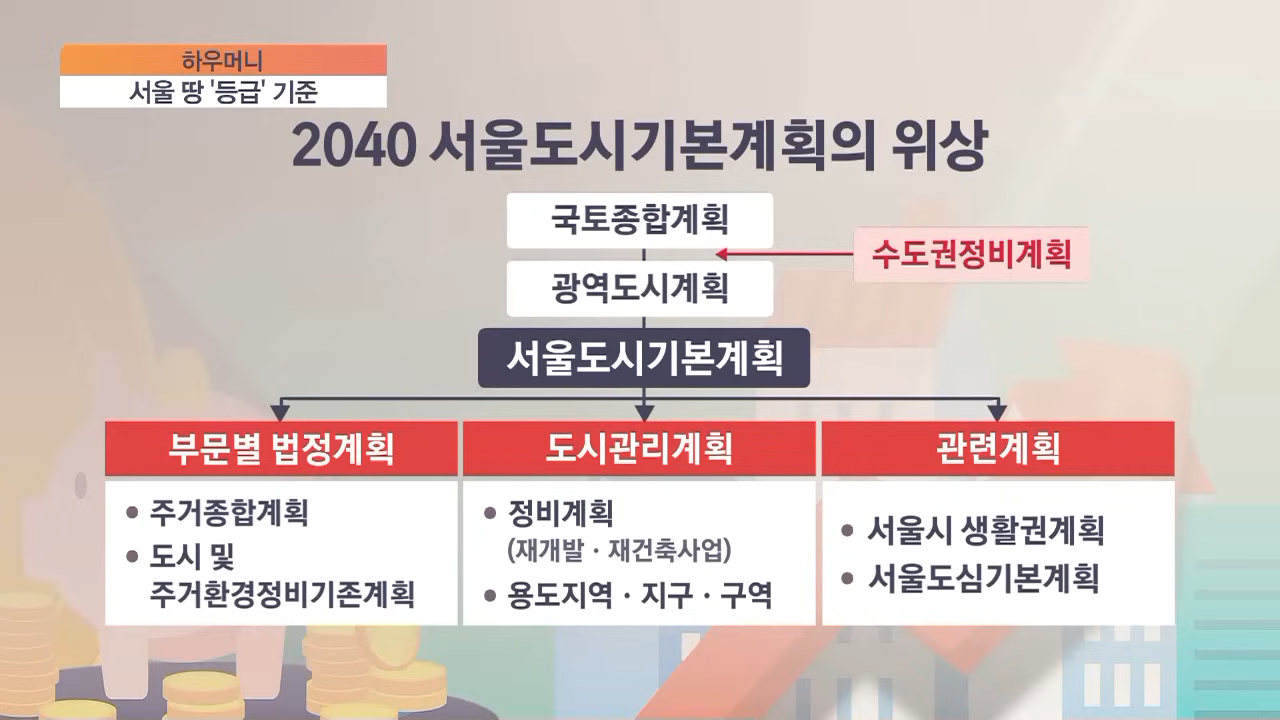 하우머니
서울 땅 '등급' 기준
2040 서울도시기본계획의 위상
국토종합계획
수도권정비계획
광역도시계획
서울도시기본계획
부문별 법정계획
• 주거종합계획
• 도시 및
주거환경정비기존계획
도시관리계획
• 정비계획
(재개발 · 재건축사업)
• 용도지역 · 지구 · 구역
관련계획
• 서울시 생활권계획
• 서울도심기본계획